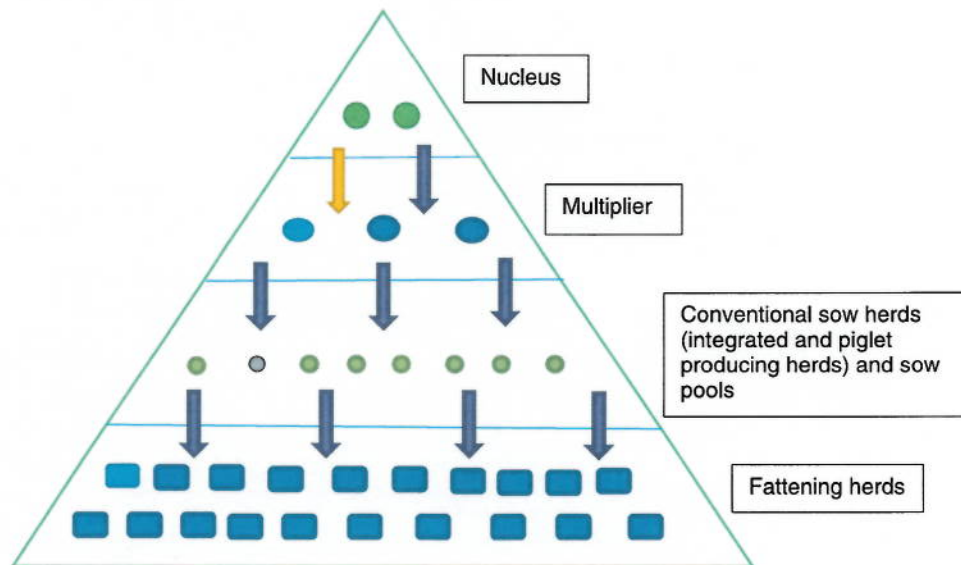 Nucleus
Multiplier
Conventional sow herds
(integrated and piglet
producing herds) and sow
pools
Fattening herds